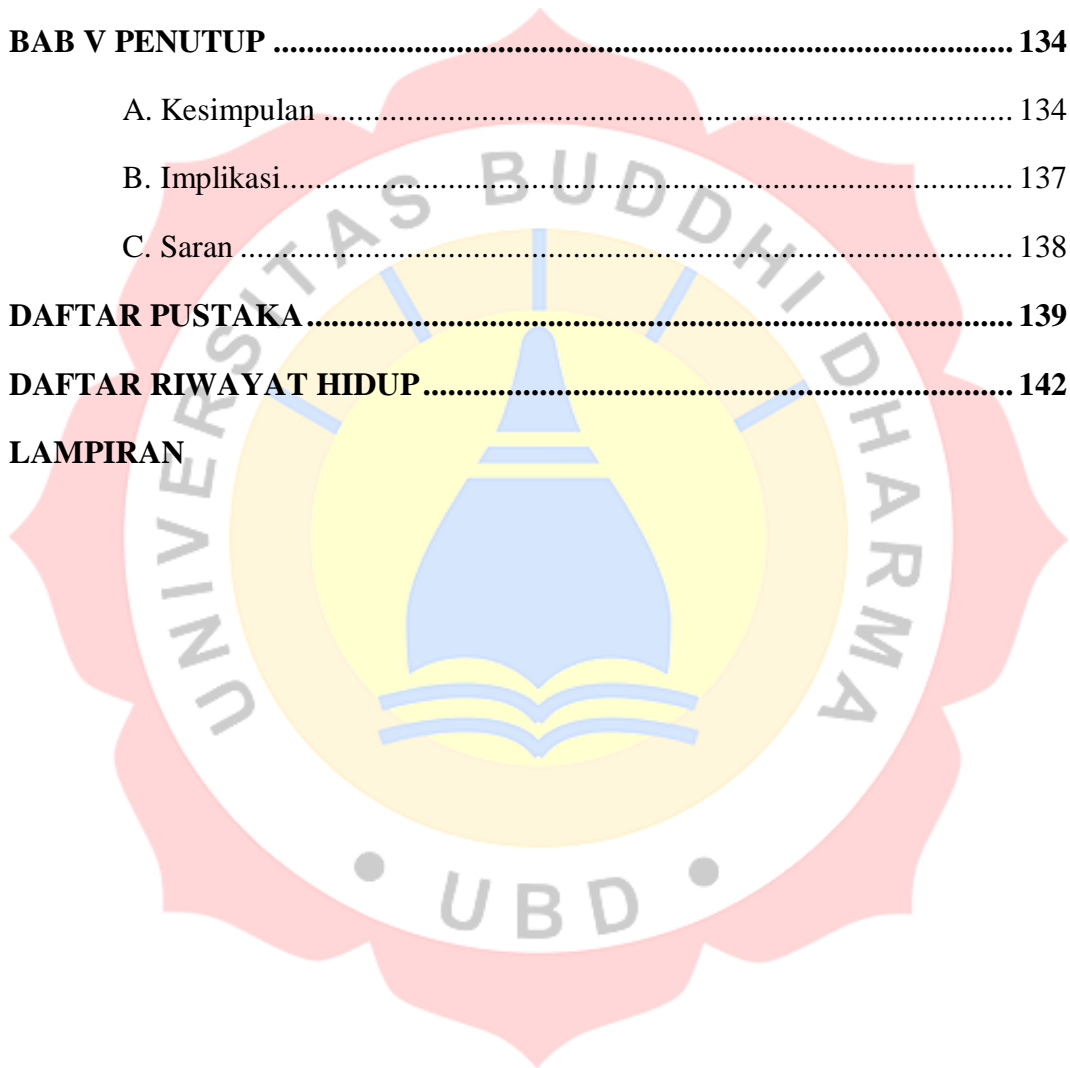 BAB V PENUTUP .......................................................................................... 134
A. Kesimpulan .................................................................................... 134
B. Implikasi......................................................................................... 137
C. Saran .............................................................................................. 138
DAFTAR PUSTAKA ...................................................................................... 139
DAFTAR RIWAYAT HIDUP ........................................................................ 142
LAMPIRAN
UNIVERSITAS BUDDHI DHARMA
• UBD •